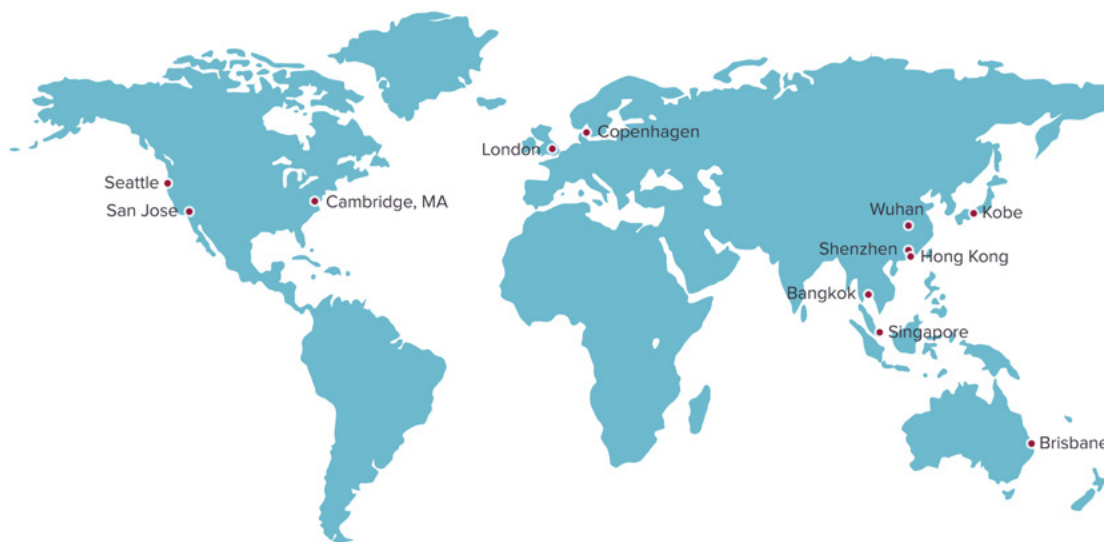 Copenhagen
London
Seattle
Cambridge, MA
San Jose
Wuhan
Kobe
Shenzhen
Hong Kong
Bangkok
Singapore
Brisbane